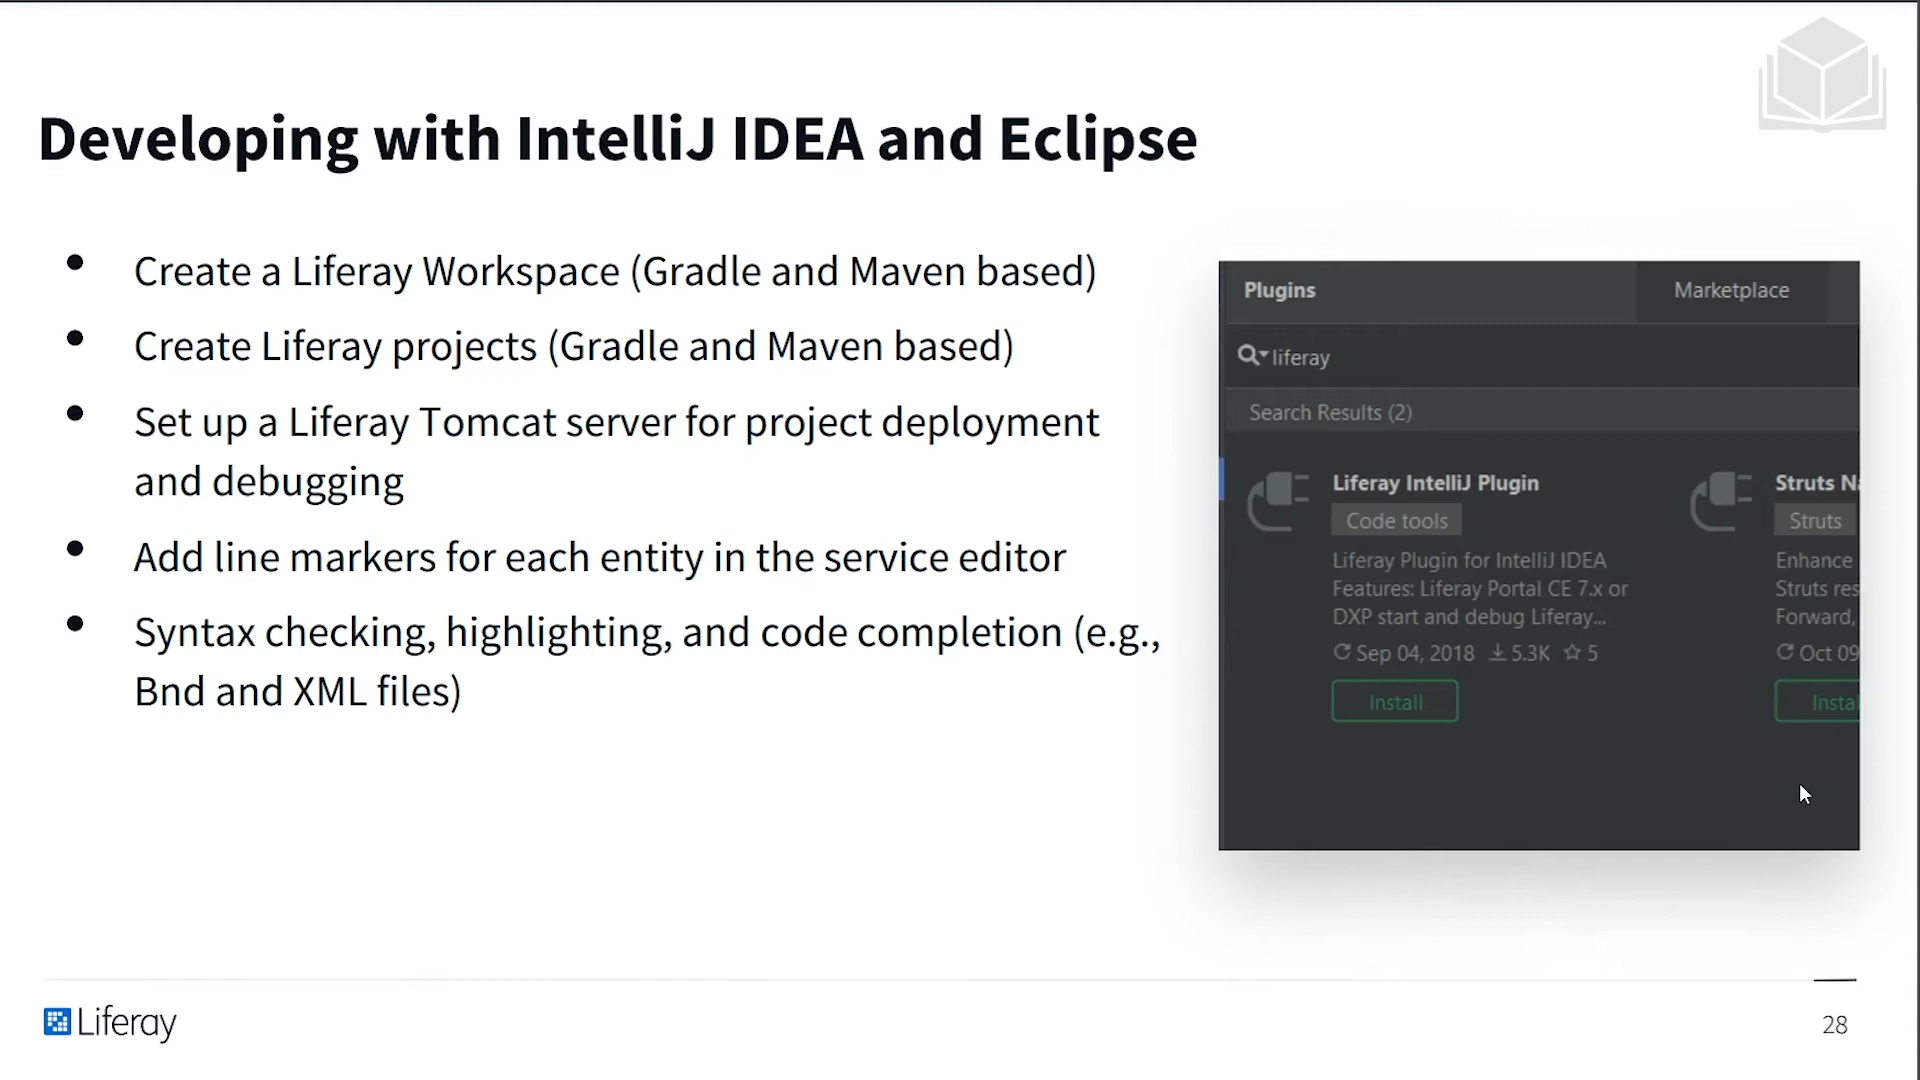 Developing with IntelliJ IDEA and Eclipse
• Create a Liferay Workspace (Gradle and Maven based)
• Create Liferay projects (Gradle and Maven based)
• Set up a Liferay Tomcat server for project deployment
and debugging
• Add line markers for each entity in the service editor
• Syntax checking, highlighting, and code completion (e.g.,
Bnd and XML files)
Plugins
Marketplace
liferay
Search Results (2)
Liferay IntelliJ Plugin
Code tools
Liferay Plugin for IntelliJ IDEA
Features: Liferay Portal CE 7.x or
DXP start and debug Liferay...
Sep 04, 2018 5.3K 5
Install
Struts
Struts
Enhance
Struts
Forward,
Oct 09
Liferay
28